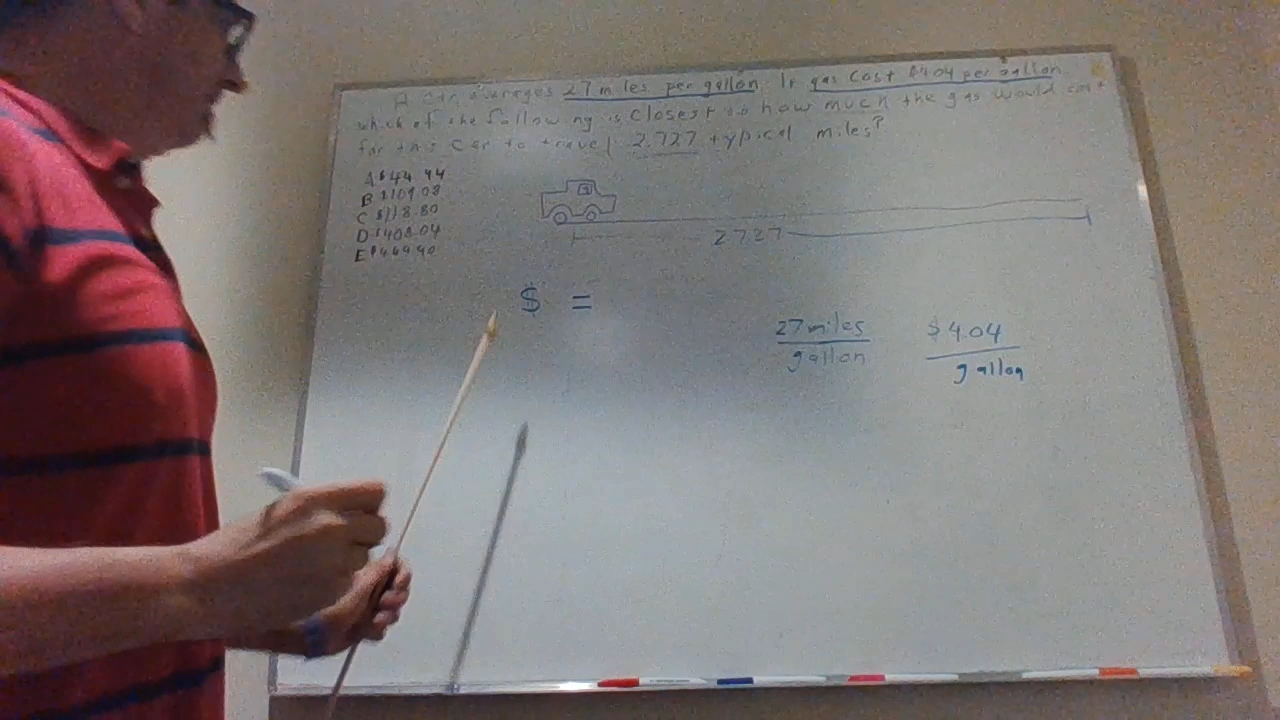 A car averages 27 miles per gallon. If gas cost $4.04 per gallon
which of the following is closest to how much the gas would cost
for this car to travel 2,727 typical miles?
A $44.44
B $109.08
C $118.80
D $408.04
E $444.40
2727
$ =
27 miles $4.04
gallon gallon